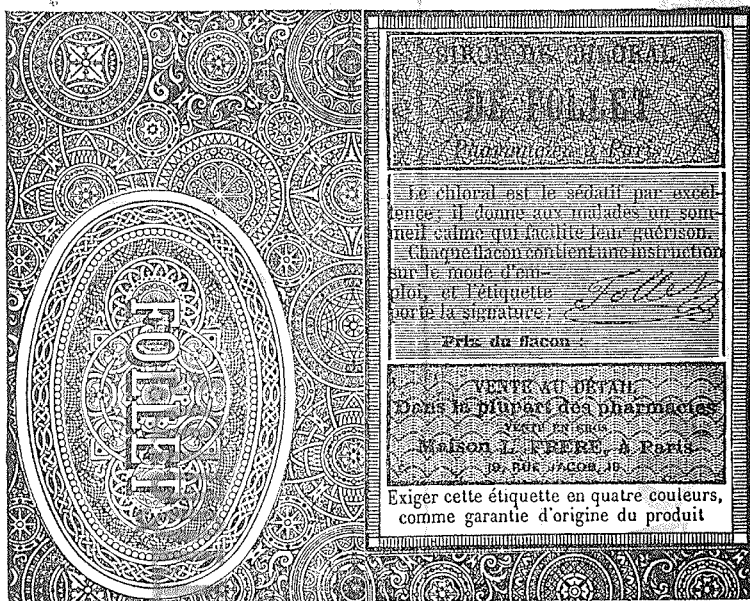 FOLLET
SIROP DE CHLORAL
DE FOLLET
Pharmacien à Paris
Le chloral est le sédatif par excel-
lence; il donne aux malades un som-
meil calme qui facilite leur guérison.
Chaque flacon contient une instruction
sur le mode d'em-
ploi, et l'étiquette
porte la signature:
Follet
Prix du flacon :
VENTE AU DÉTAIL
Dans la plupart des pharmacies
VENTE EN GROS
Maison L. FRERE, à Paris
19, RUE JACOB, 19
Exiger cette étiquette en quatre couleurs,
comme garantie d'origine du produit